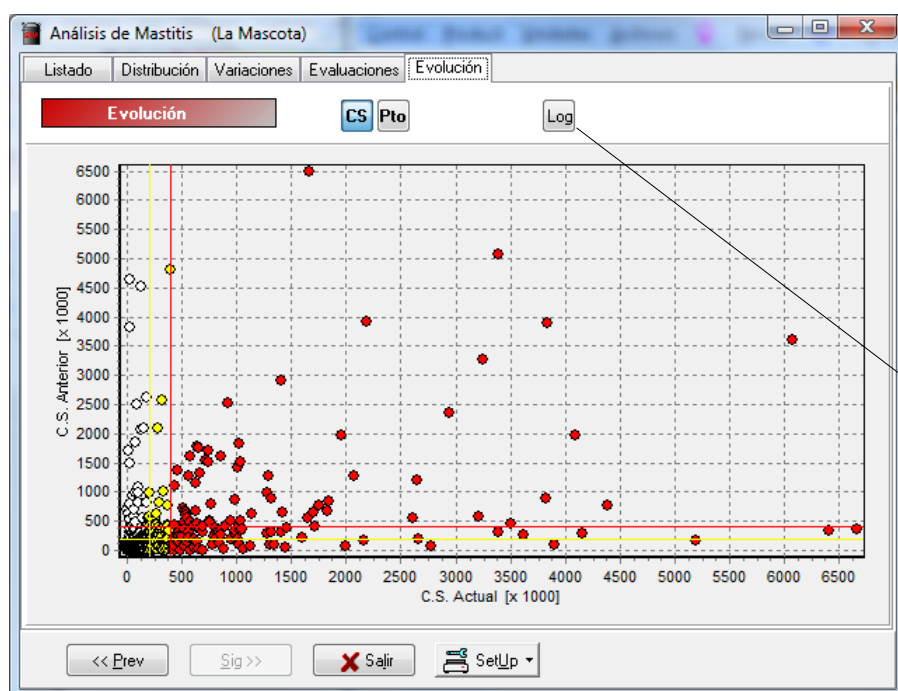 Análisis de Mastitis (La Mascota)
Listado Distribución Variaciones Evaluaciones Evolución
Evolución CS Pto Log
6500
6000
5500
5000
4500
4000
3500
3000
2500
2000
1500
1000
500
0
C.S. Anterior [x 1000]
0 500 1000 1500 2000 2500 3000 3500 4000 4500 5000 5500 6000 6500
C.S. Actual [x 1000]
<< Prev Sig >> Salir SetUp